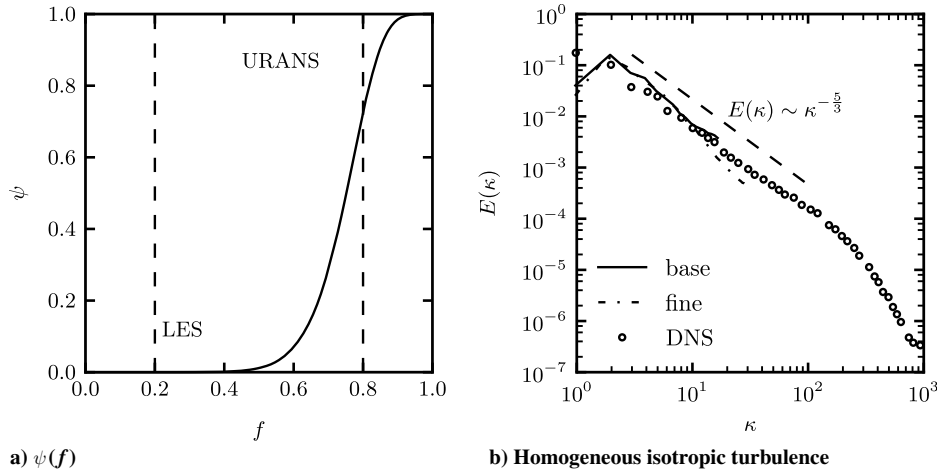 1.0
0.8
0.6
0.4
0.2
0.0
ψ
URANS
LES
0.0 0.2 0.4 0.6 0.8 1.0
f
a) ψ(f)
10^0
10^{-1}
10^{-2}
10^{-3}
10^{-4}
10^{-5}
10^{-6}
10^{-7}
E(κ)
E(κ) ∼ κ^{-5/3}
base
fine
DNS
10^0 10^1 10^2 10^3
κ
b) Homogeneous isotropic turbulence